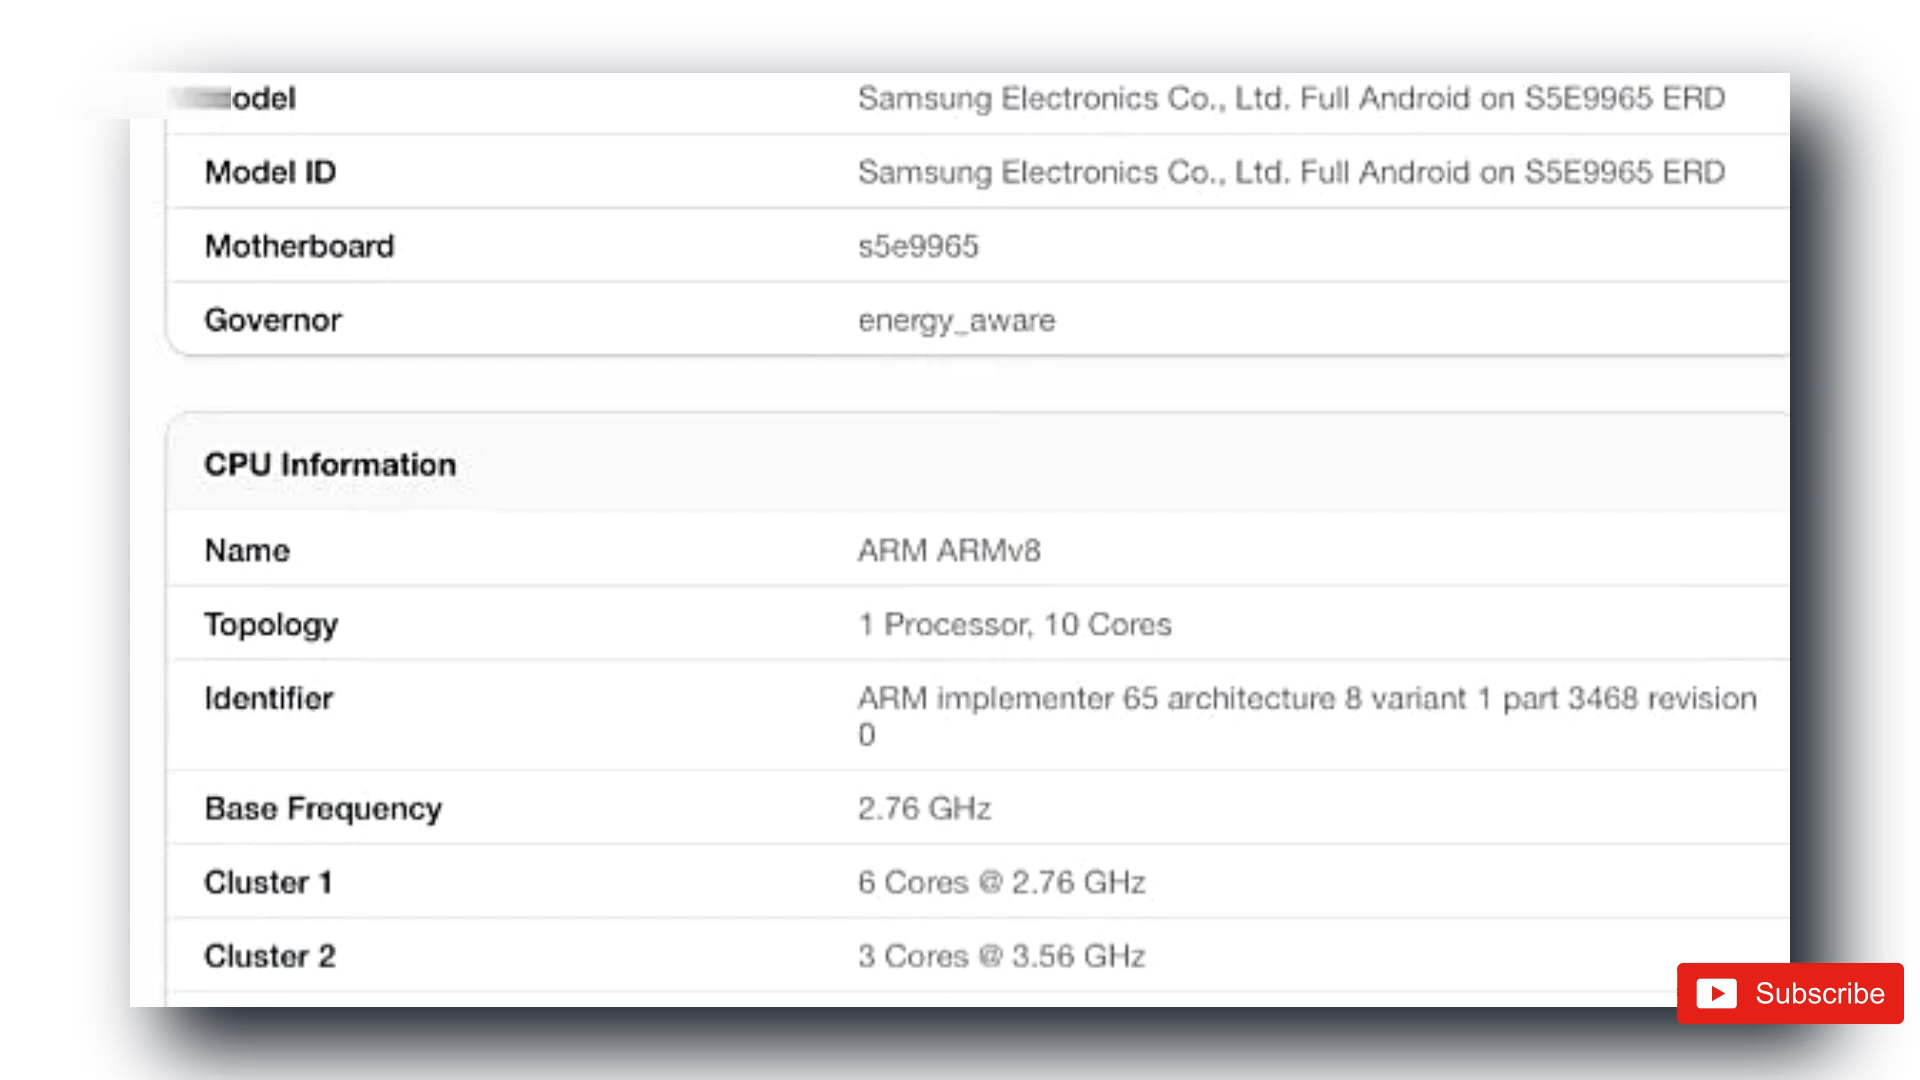 odel Samsung Electronics Co., Ltd. Full Android on S5E9965 ERD
Model ID Samsung Electronics Co., Ltd. Full Android on S5E9965 ERD
Motherboard s5e9965
Governor energy_aware
CPU Information
Name ARM ARMv8
Topology 1 Processor, 10 Cores
Identifier ARM implementer 65 architecture 8 variant 1 part 3468 revision
0
Base Frequency 2.76 GHz
Cluster 1 6 Cores @ 2.76 GHz
Cluster 2 3 Cores @ 3.56 GHz
Subscribe